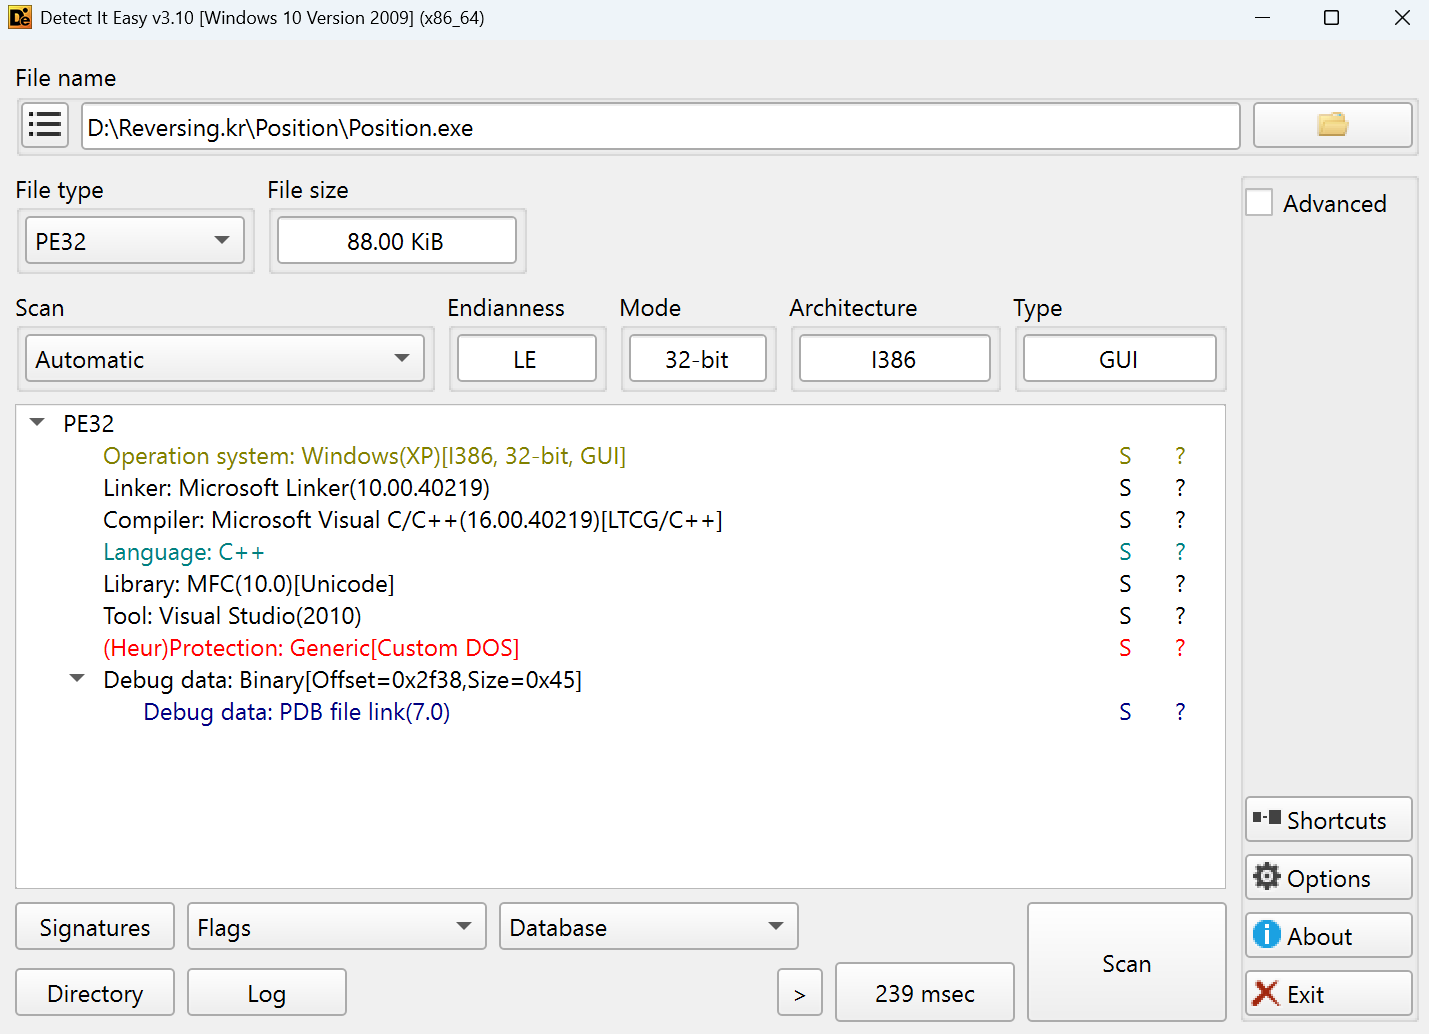 Detect It Easy v3.10 [Windows 10 Version 2009] (x86_64)
File name
D:\Reversing.kr\Position\Position.exe
File type
File size
Advanced
PE32
88.00 KiB
Scan
Endianness
Mode
Architecture
Type
Automatic
LE
32-bit
I386
GUI
PE32
Operation system: Windows(XP)[I386, 32-bit, GUI] S ?
Linker: Microsoft Linker(10.00.40219) S ?
Compiler: Microsoft Visual C/C++(16.00.40219)[LTCG/C++] S ?
Language: C++ S ?
Library: MFC(10.0)[Unicode] S ?
Tool: Visual Studio(2010) S ?
(Heur)Protection: Generic[Custom DOS] S ?
Debug data: Binary[Offset=0x2f38,Size=0x45]
Debug data: PDB file link(7.0) S ?
Shortcuts
Options
About
Exit
Signatures
Flags
Database
Scan
Directory
Log
>
239 msec